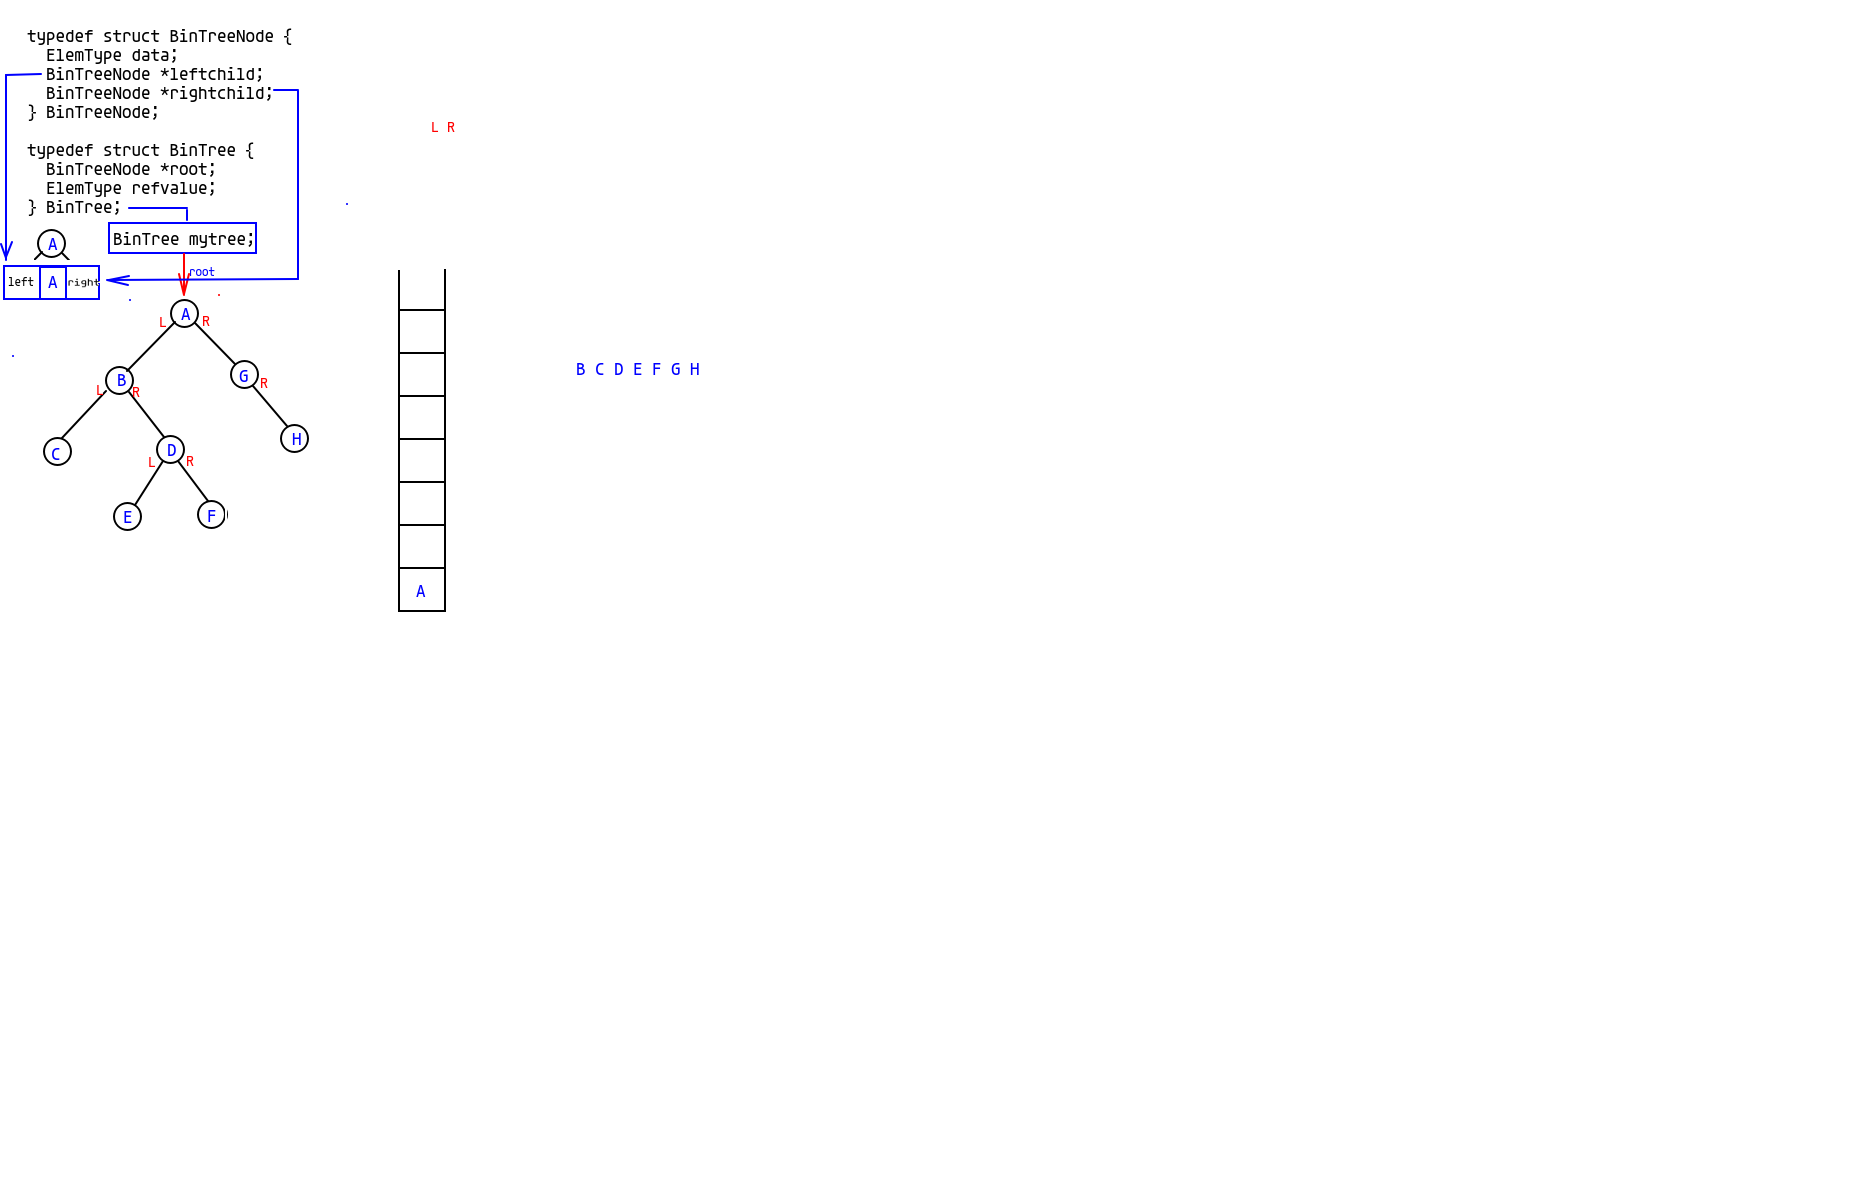 typedef struct BinTreeNode {
  ElemType data;
  BinTreeNode *leftchild;
  BinTreeNode *rightchild;
} BinTreeNode;
L R
typedef struct BinTree {
  BinTreeNode *root;
  ElemType refvalue;
} BinTree;
A
BinTree mytree;
root
left A right
A
L R
B C D E F G H
B
G
L R
R
C
D
H
L R
E
F
A